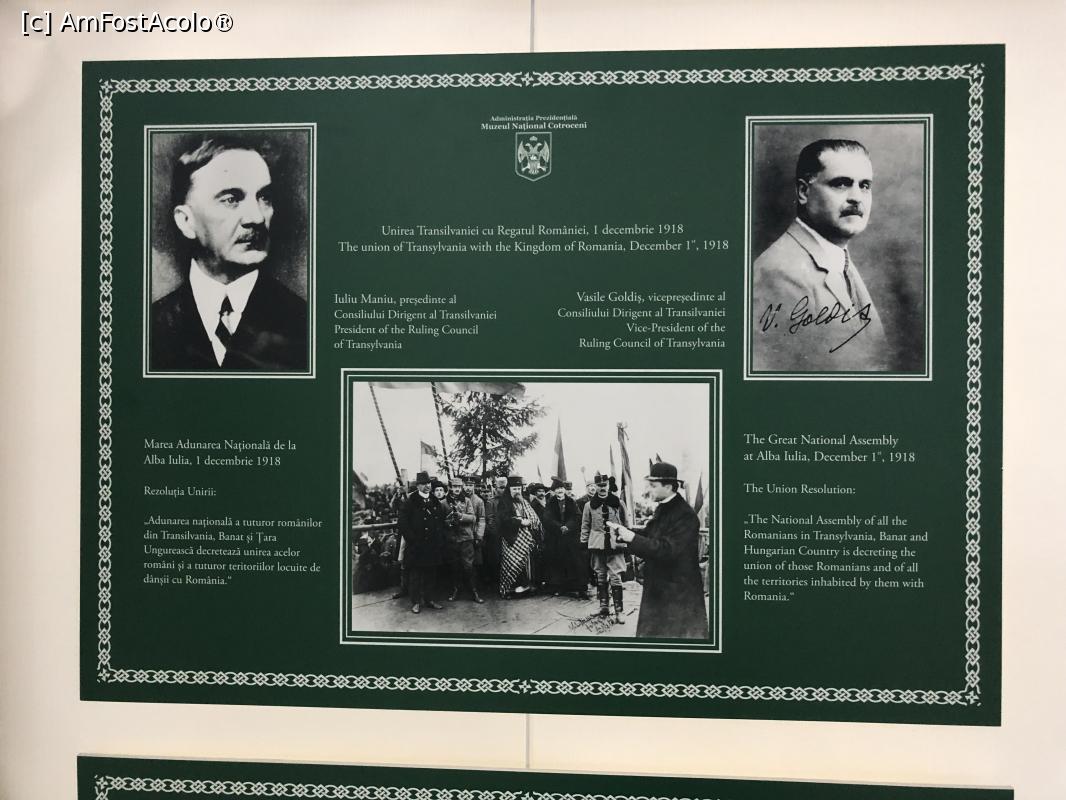 [c] AmFostAcolo®
Administrația Prezidențială
Muzeul Național Cotroceni
Unirea Transilvaniei cu Regatul României, 1 decembrie 1918
The union of Transylvania with the Kingdom of Romania, December 1st, 1918
Iuliu Maniu, președinte al
Consiliului Dirigent al Transilvaniei
President of the Ruling Council
of Transylvania
Vasile Goldiș, vicepreședinte al
Consiliului Dirigent al Transilvaniei
Vice-President of the
Ruling Council of Transylvania
V. Goldis
Marea Adunarea Națională de la
Alba Iulia, 1 decembrie 1918
Rezoluția Unirii:
„Adunarea națională a tuturor românilor
din Transilvania, Banat și Țara
Ungurească decretează unirea acelor
români și a tuturor teritoriilor locuite de
dânșii cu România.“
The Great National Assembly
at Alba Iulia, December 1st, 1918
The Union Resolution:
„The National Assembly of all the
Romanians in Transylvania, Banat and
Hungarian Country is decreting the
union of those Romanians and of all
the territories inhabited by them with
Romania.“